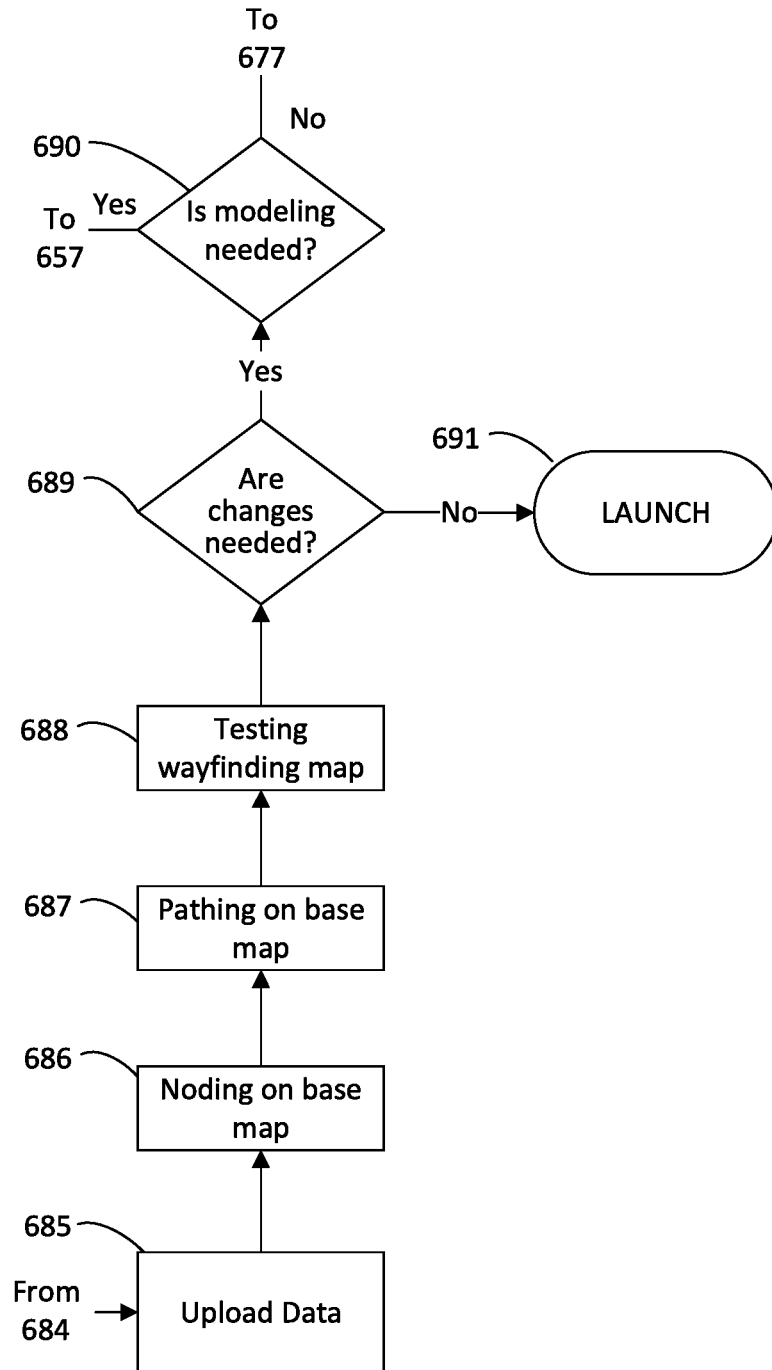 To
677
No
690
Yes
To
657
Is modeling
needed?
Yes
691
689
Are
changes
needed?
No
LAUNCH
688
Testing
wayfinding map
687
Pathing on base
map
686
Noding on base
map
685
From
684
Upload Data